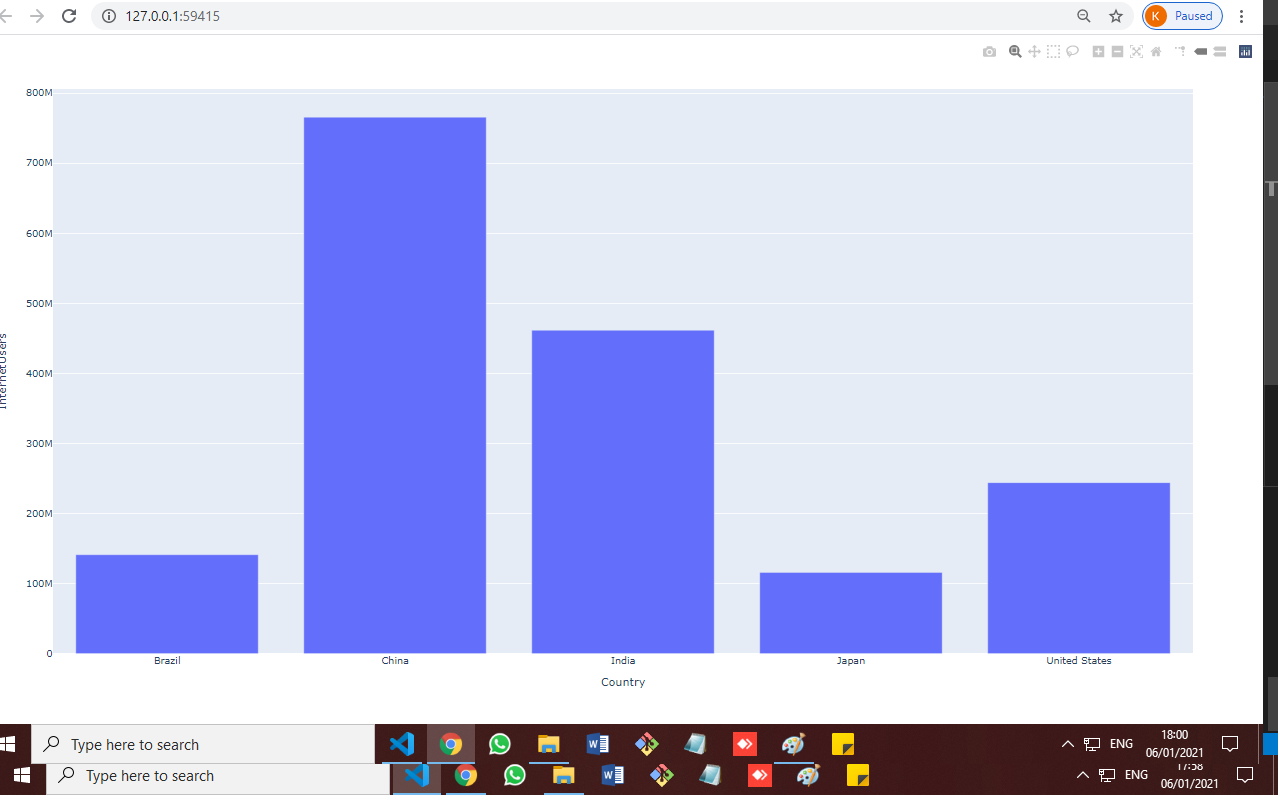 127.0.0.1:59415
K Paused
800M
700M
600M
500M
400M
300M
200M
100M
0
InternetUsers
Brazil China India Japan United States
Country
Type here to search
ENG
18:00
06/01/2021
Type here to search
ENG
17:58
06/01/2021